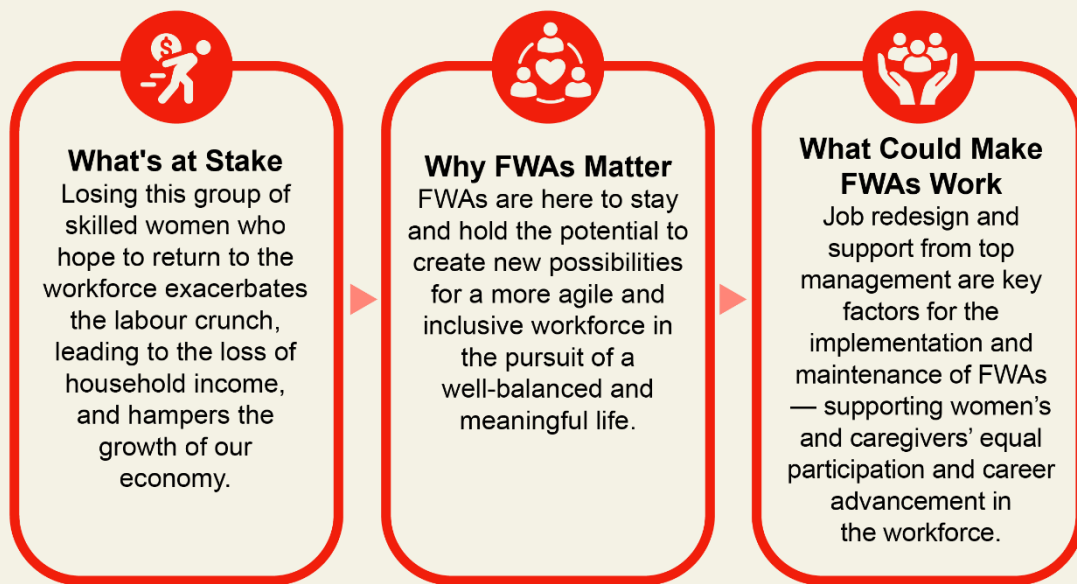 $
What's at Stake
Losing this group of
skilled women who
hope to return to the
workforce exacerbates
the labour crunch,
leading to the loss of
household income,
and hampers the
growth of our
economy.
Why FWAs Matter
FWAs are here to stay
and hold the potential to
create new possibilities
for a more agile and
inclusive workforce in
the pursuit of a
well-balanced and
meaningful life.
What Could Make
FWAs Work
Job redesign and
support from top
management are key
factors for the
implementation and
maintenance of FWAs
— supporting women’s
and caregivers’ equal
participation and career
advancement in
the workforce.